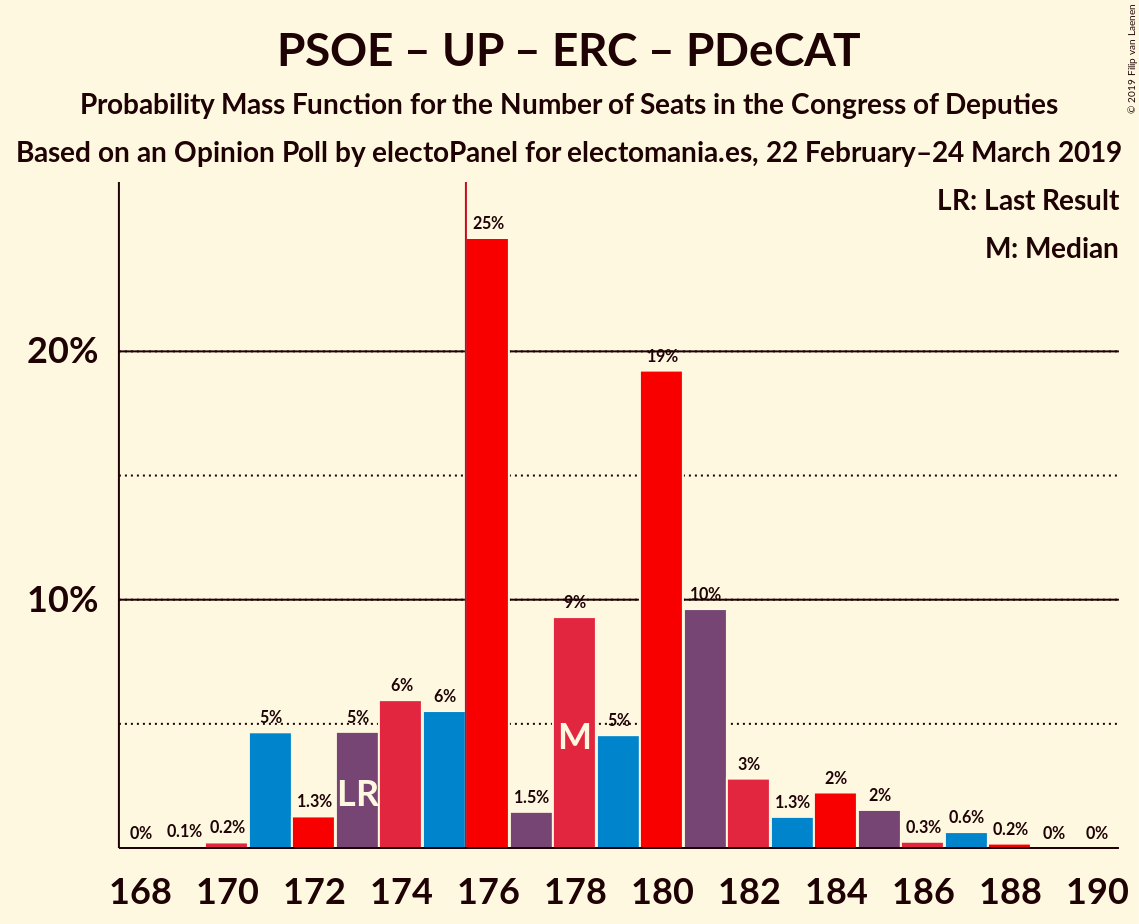 PSOE – UP – ERC – PDeCAT
Probability Mass Function for the Number of Seats in the Congress of Deputies
Based on an Opinion Poll by electoPanel for electomania.es, 22 February–24 March 2019
© 2019 Filip van Laenen
LR: Last Result
M: Median
20%
10%
0%
0.1%
0.2%
5%
1.3%
5%
6%
6%
25%
1.5%
9%
5%
19%
10%
3%
1.3%
2%
2%
0.3%
0.6%
0.2%
0%
0%
LR
M
168 170 172 174 176 178 180 182 184 186 188 190